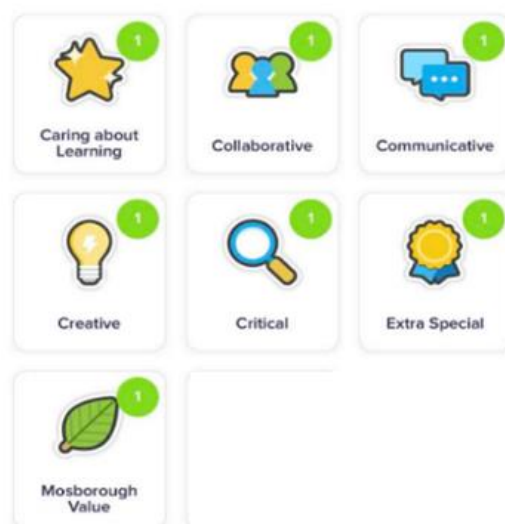 1
1
1
Caring about
Learning
Collaborative
Communicative
1
1
1
Creative
Critical
Extra Special
1
Mosborough
Value